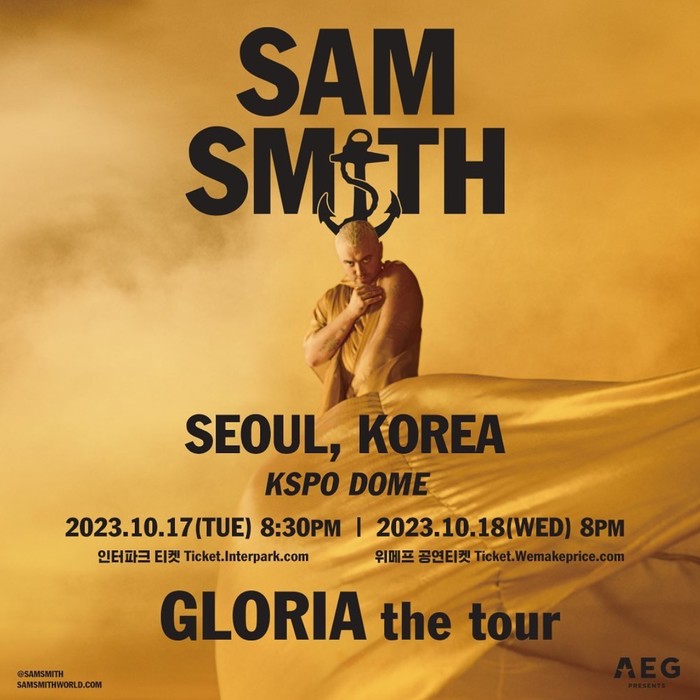 SAM
SMITH
SEOUL, KOREA
KSPO DOME
2023.10.17(TUE) 8:30PM | 2023.10.18(WED) 8PM
인터파크 티켓 Ticket.Interpark.com 위메프 공연티켓 Ticket.Wemakeprice.com
GLORIA the tour
@SAMSMITH
SAMSMITHWORLD.COM
AEG
PRESENTS